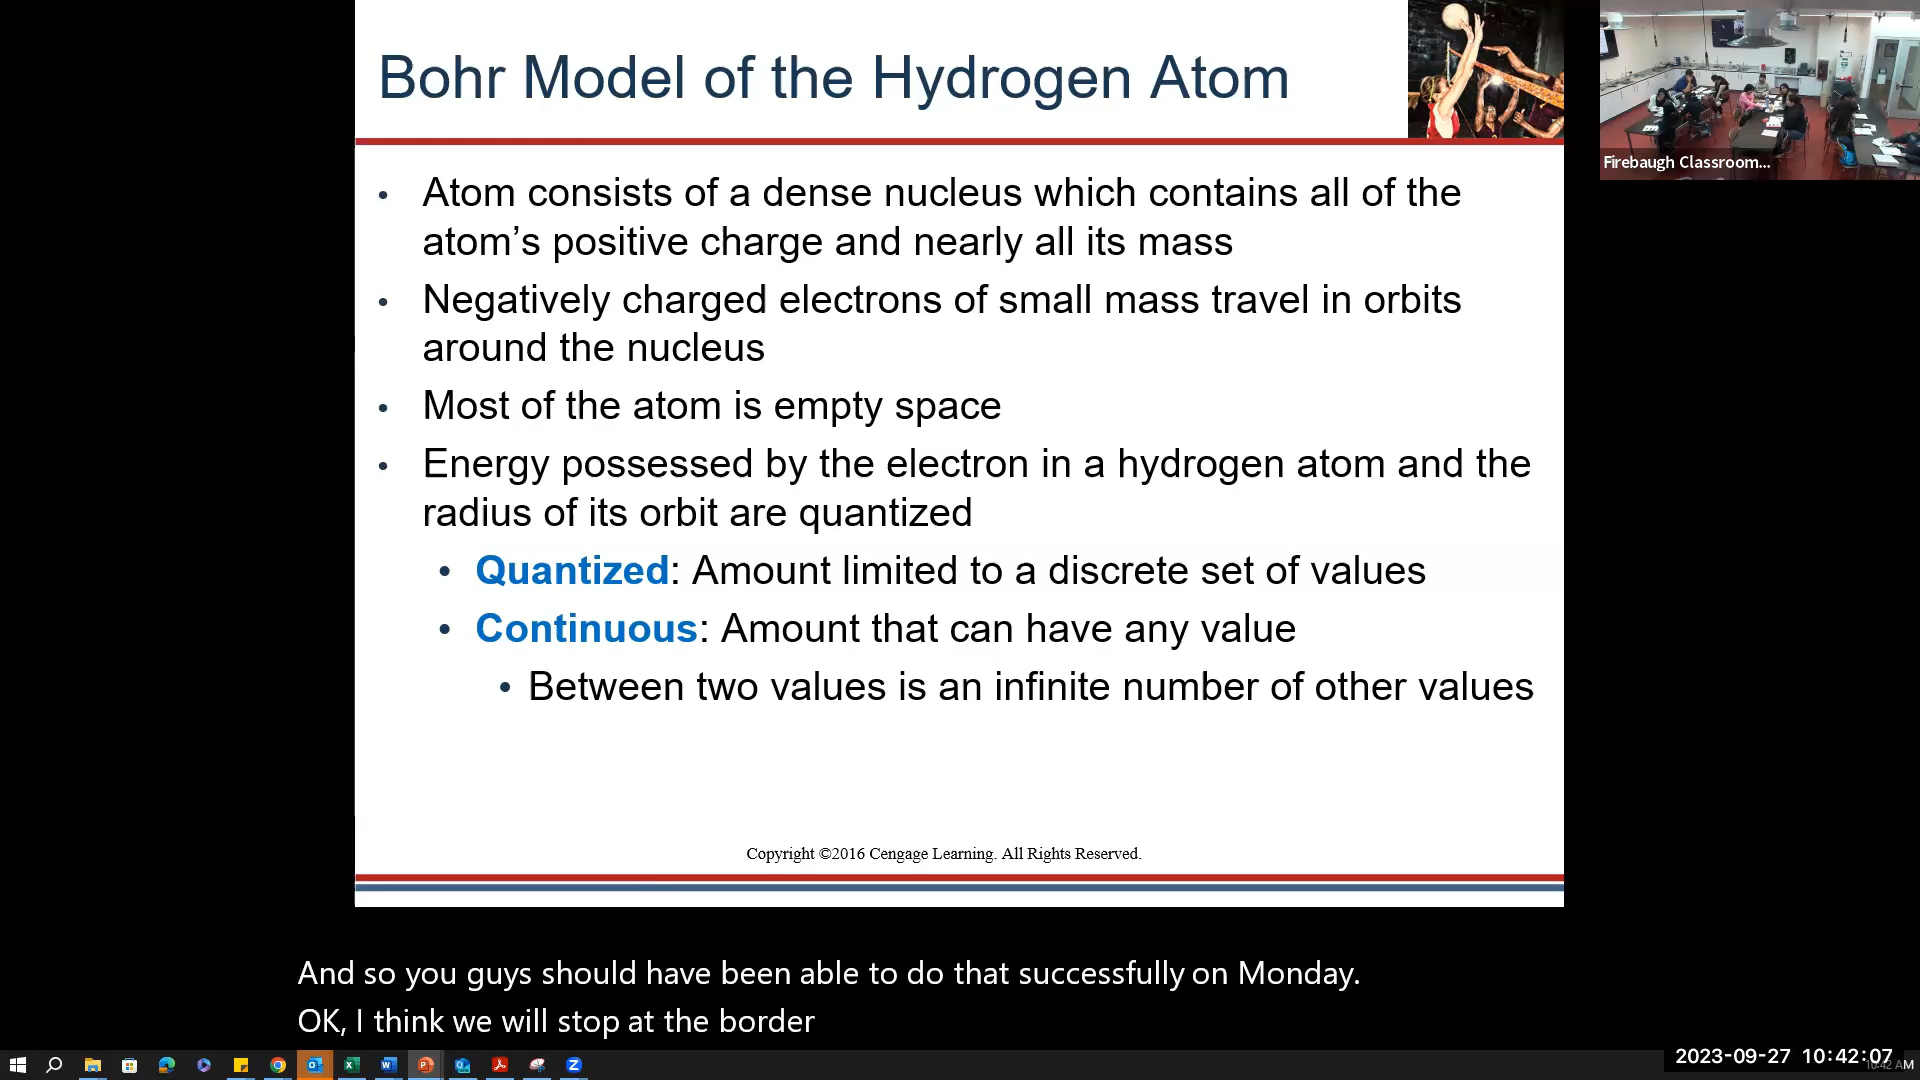 Bohr Model of the Hydrogen Atom
Firebaugh Classroom...
• Atom consists of a dense nucleus which contains all of the
atom’s positive charge and nearly all its mass
• Negatively charged electrons of small mass travel in orbits
around the nucleus
• Most of the atom is empty space
• Energy possessed by the electron in a hydrogen atom and the
radius of its orbit are quantized
• Quantized: Amount limited to a discrete set of values
• Continuous: Amount that can have any value
• Between two values is an infinite number of other values
Copyright ©2016 Cengage Learning. All Rights Reserved.
And so you guys should have been able to do that successfully on Monday.
OK, I think we will stop at the border
2023-09-27 10:42:07
10:42 AM